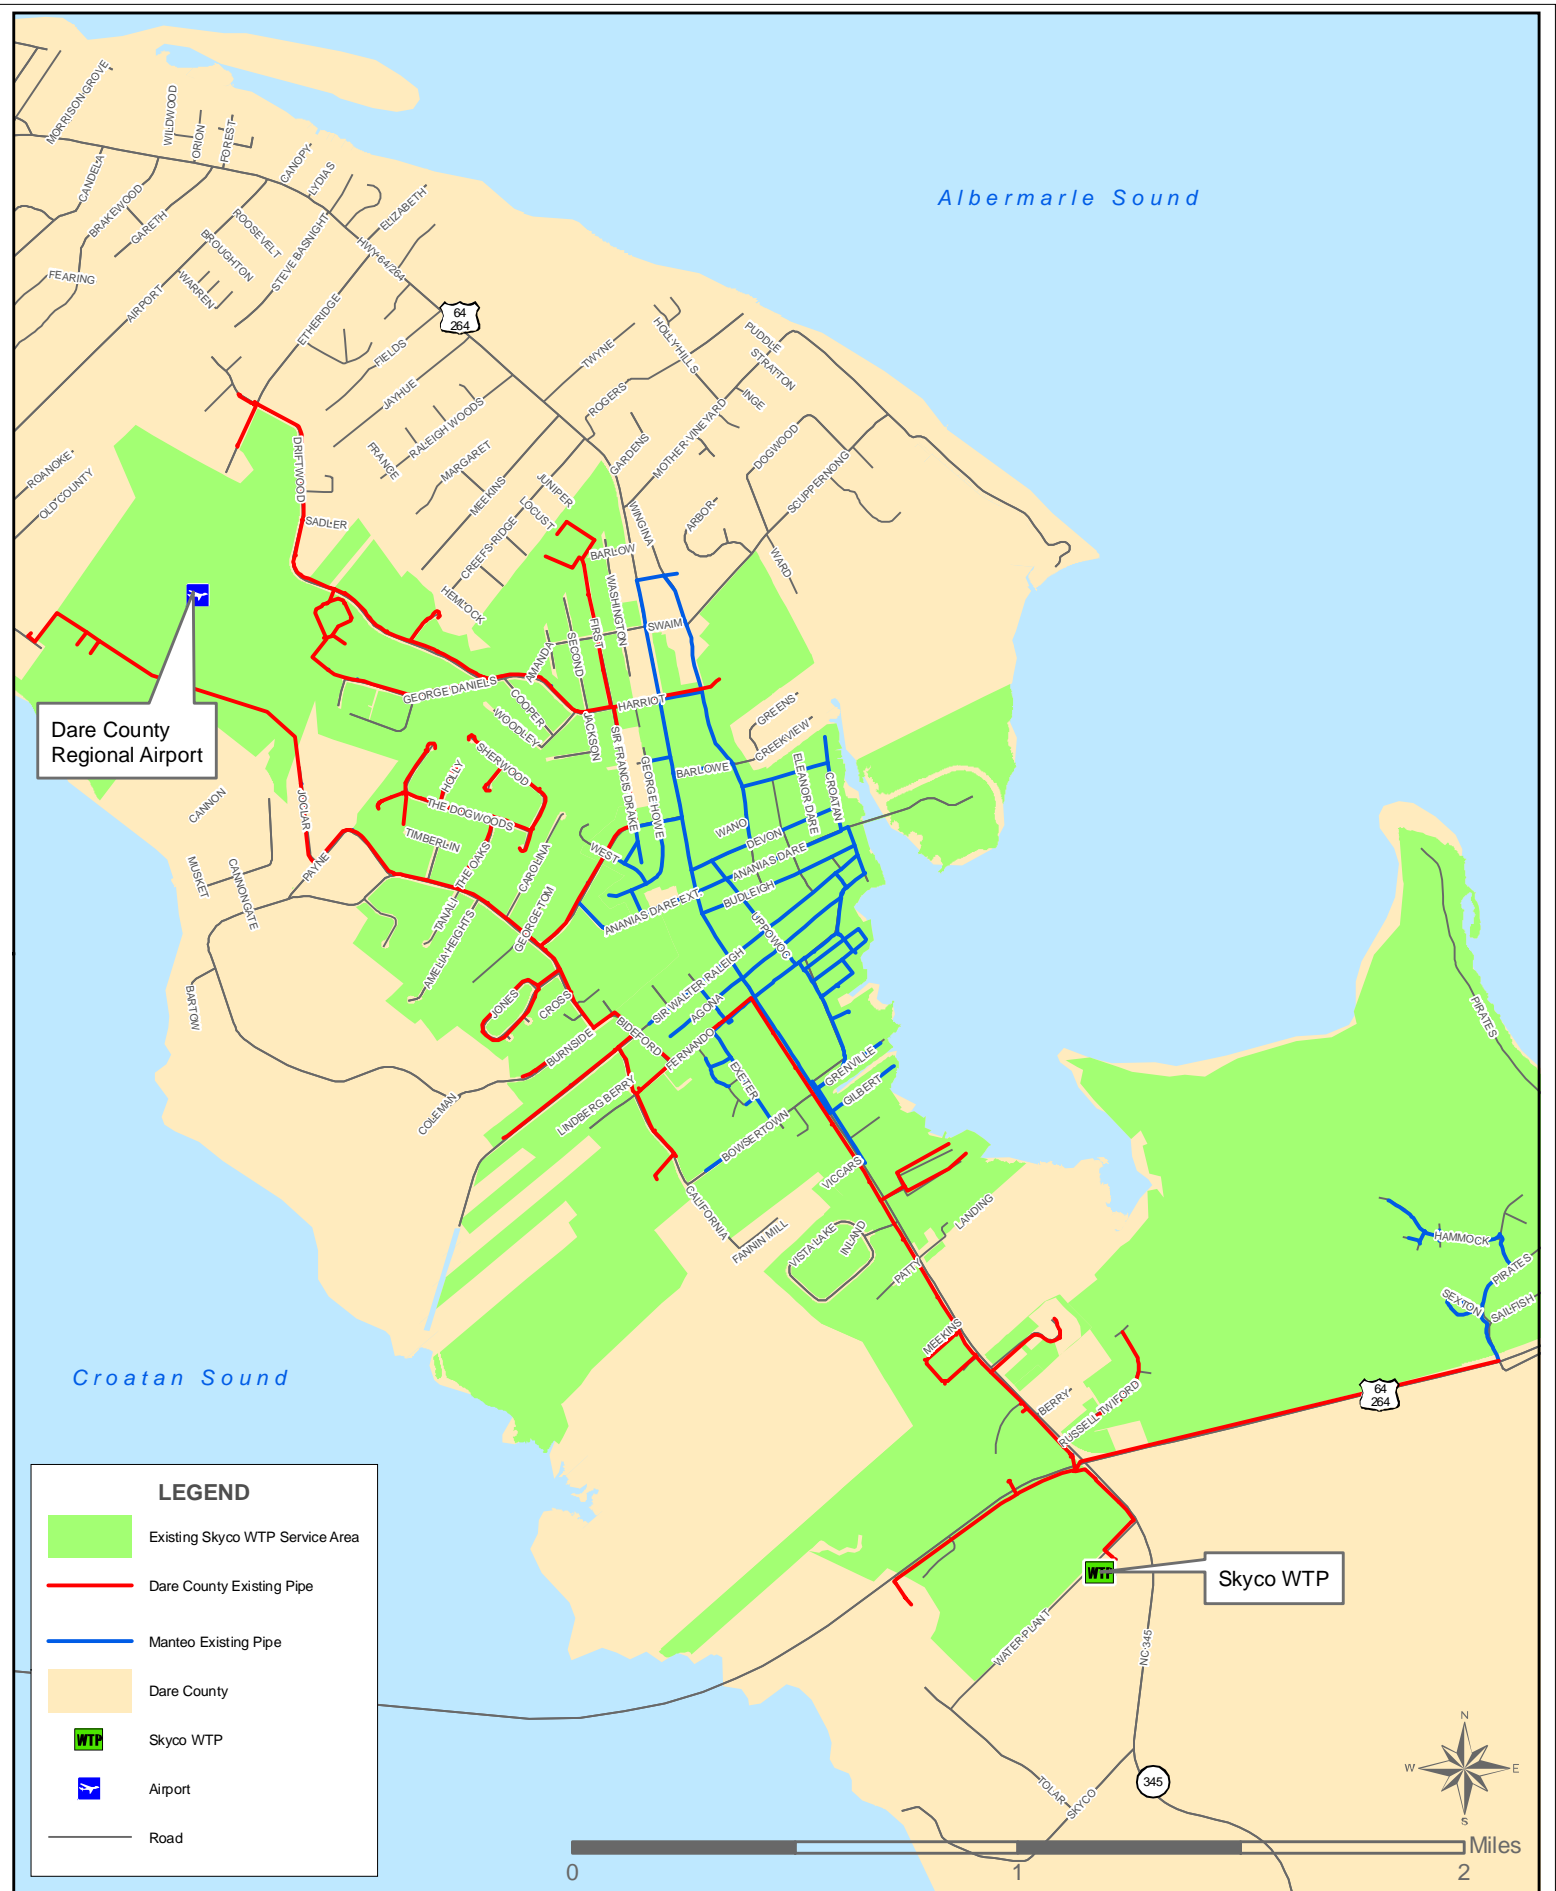 MORRISON GROVE
WILDWOOD
ORION
FOREST
CANOPY
LYDIAS
CANDELA
BRAKEWOOD
GARETH
ROOSEVELT
BROUGHTON
STEVE BASNIGHT
ELIZABETH
HWY 64/264
FEARING
WARREN
AIRPORT
ETHERIDGE
Albermarle Sound
64
264
FIELDS
JAYHUE
TWYNE
HOLLY HILLS
PUDDLE
STRATTON
ROGERS
INGE
RALEIGH WOODS
FRANCE
MARGARET
GARDENS
MOTHER VINEYARD
DOGWOOD
ROANOKE
OLD COUNTY
DRIFTWOOD
MEEKINS
JUNIPER
LOCUST
WINGINA
ARBOR
SCUPPERNONG
SADLER
CREEFS RIDGE
BARLOW
WARD
HEMLOCK
WASHINGTON
FIRST
SECOND
SWAIM
AMANDA
GEORGE DANIELS
COOPER
WOODLEY
JACKSON
HARRIOT
GREENS
CREEKVIEW
Dare County
Regional Airport
SIR FRANCIS DRAKE
GEORGE HOWE
BARLOWE
ELEANOR DARE
CROATAN
SHERWOOD
HOLLY
THE DOGWOODS
TIMBERLIN
CANNON
JOCLAR
WANO
DEVON
ANANIAS DARE
WEST
PAYNE
MUSKET
CANNONGATE
THE OAKS
CAROLINA
BUDLEIGH
ANANIAS DARE EXT.
TANALI
GEORGE TOM
UPPOWOC
AMELIA HEIGHTS
SIR WALTER RALEIGH
AGONA
BARTOW
JONES
CROSS
BIDEFORD
FERNANDO
BURNSIDE
EXETER
GRENVILLE
GILBERT
PIRATES
COLEMAN
LINDBERG BERRY
BOWSERTOWN
VICCARS
CALIFORNIA
FANNIN MILL
VISTA LAKE
INLAND
LANDING
PATTY
HAMMOCK
PIRATES
SEXTON
SAILFISH
MEEKINS
Croatan Sound
BERRY
RUSSELL TWIFORD
64
264
LEGEND
Existing Skyco WTP Service Area
Dare County Existing Pipe
Manteo Existing Pipe
Dare County
WTP
Skyco WTP
Airport
Road
WTP
Skyco WTP
WATER PLANT
NC 345
TOLAR
SKYCO
345
N
W
E
S
0
1
2
Miles